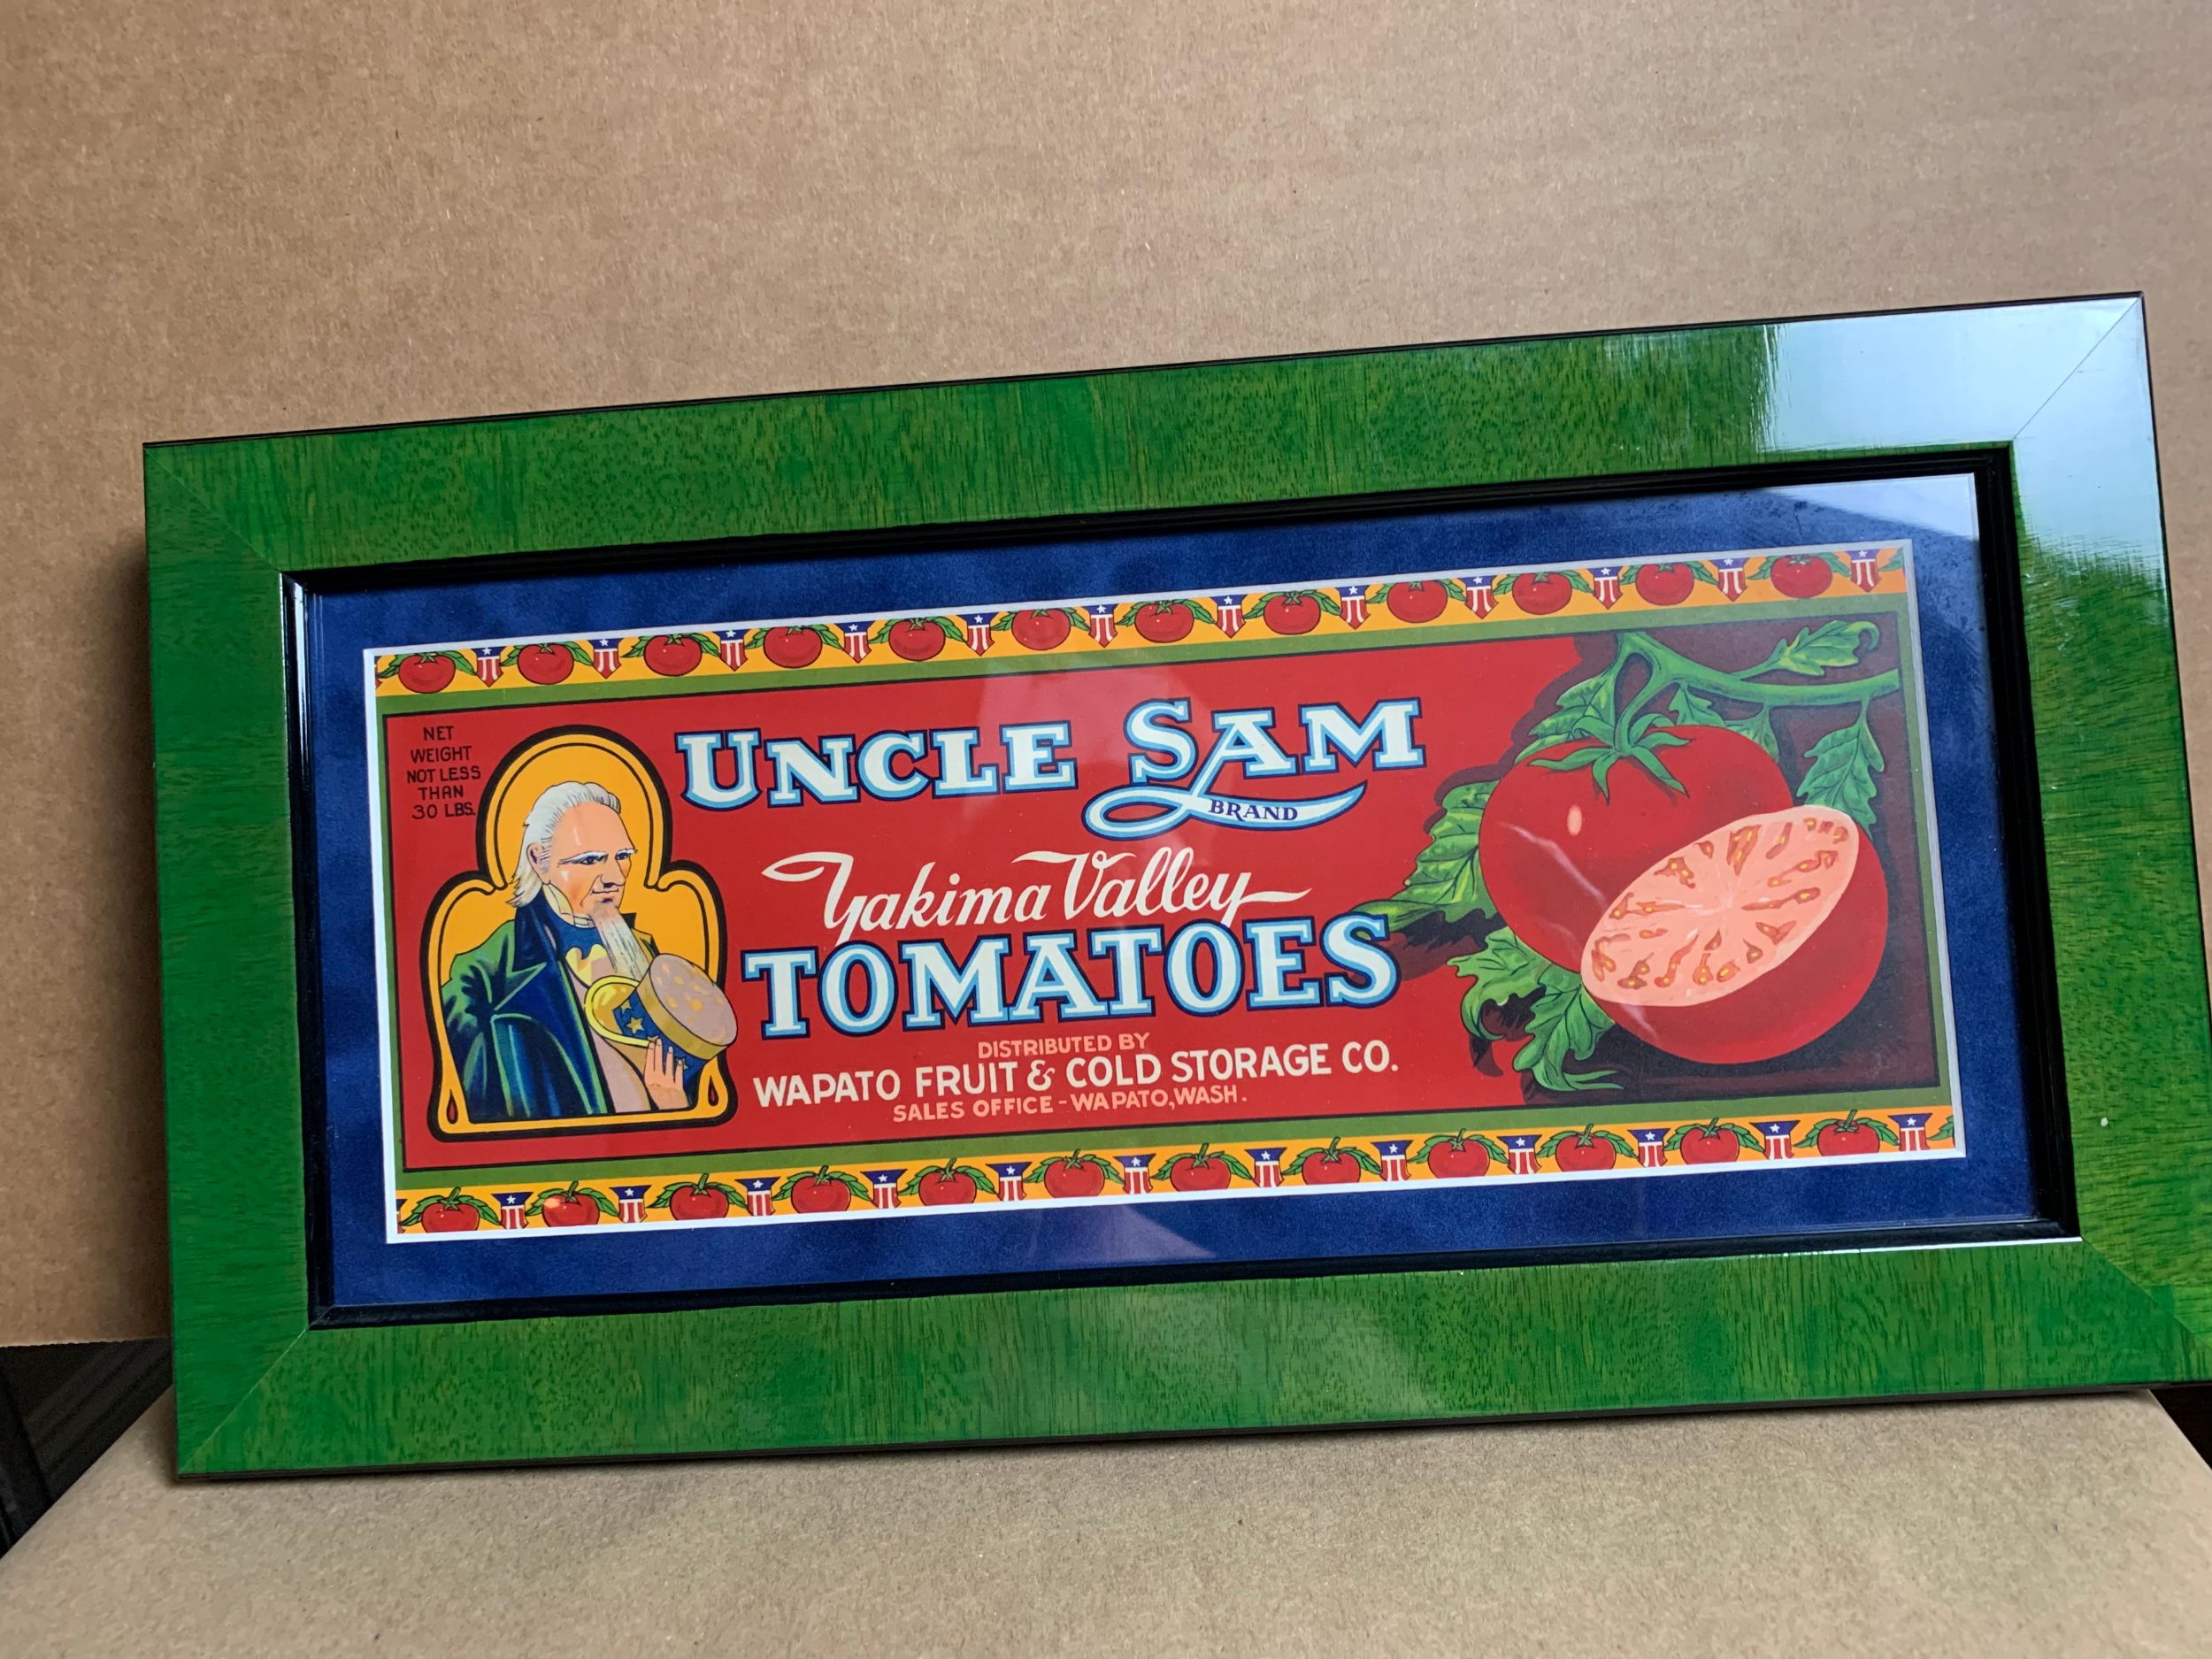 NET
WEIGHT
NOT LESS
THAN
30 LBS.
UNCLE SAM
BRAND
Yakima Valley
TOMATOES
DISTRIBUTED BY
WAPATO FRUIT & COLD STORAGE CO.
SALES OFFICE - WAPATO, WASH.